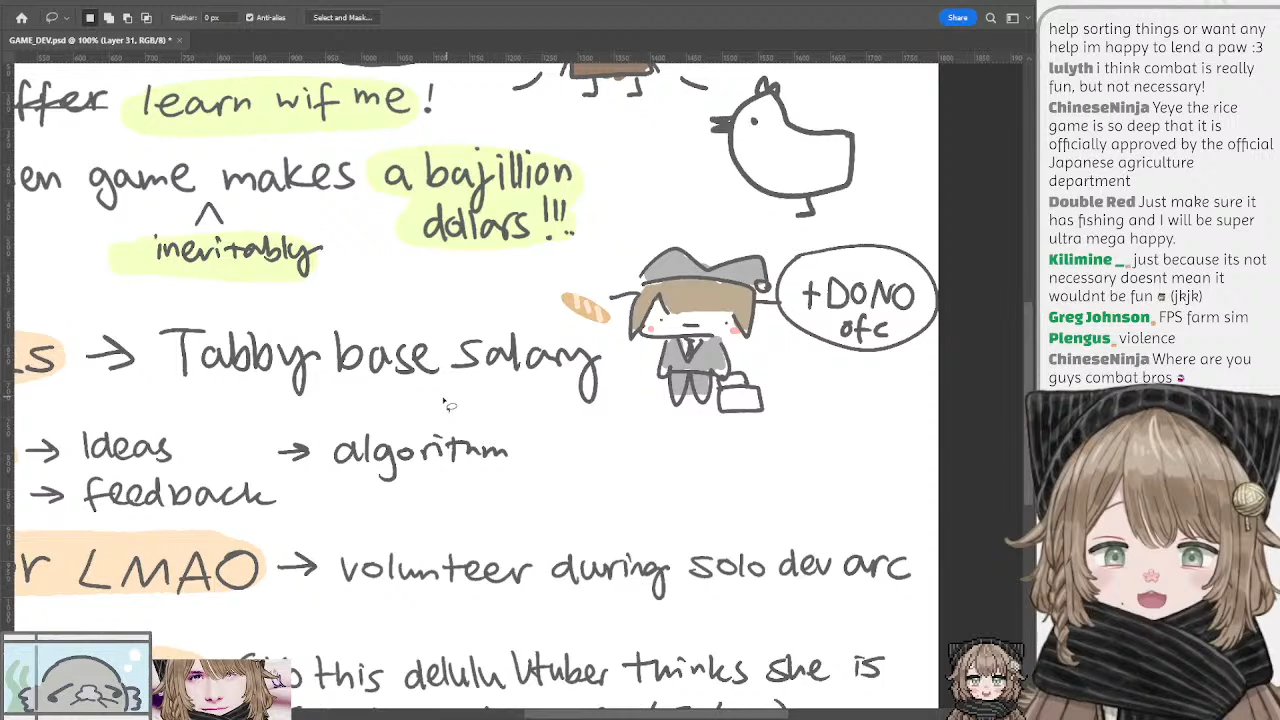 Feather: 0 px Anti-alias Select and Mask... Share
GAME_DEV.psd @ 100% (Layer 31, RGB/8) *
ffer learn wif me!
en game makes a bajillion
dollars!!!
^
inevitably
+DONO
ofc
s → Tabby base salary
→ Ideas → algorithm
→ feedback
r LMAO → volunteer during solo dev arc
this delulu Vtuber thinks she is
help sorting things or want any
help im happy to lend a paw :3
lulyth i think combat is really
fun, but not necessary!
ChineseNinja Yeye the rice
game is so deep that it is
officially approved by the official
Japanese agriculture
department
Double Red Just make sure it
has fishing and I will be super
ultra mega happy.
Kilimine _ just because its not
necessary doesnt mean it
wouldnt be fun (jkjk)
Greg Johnson FPS farm sim
Plengus violence
ChineseNinja Where are you
guys combat bros